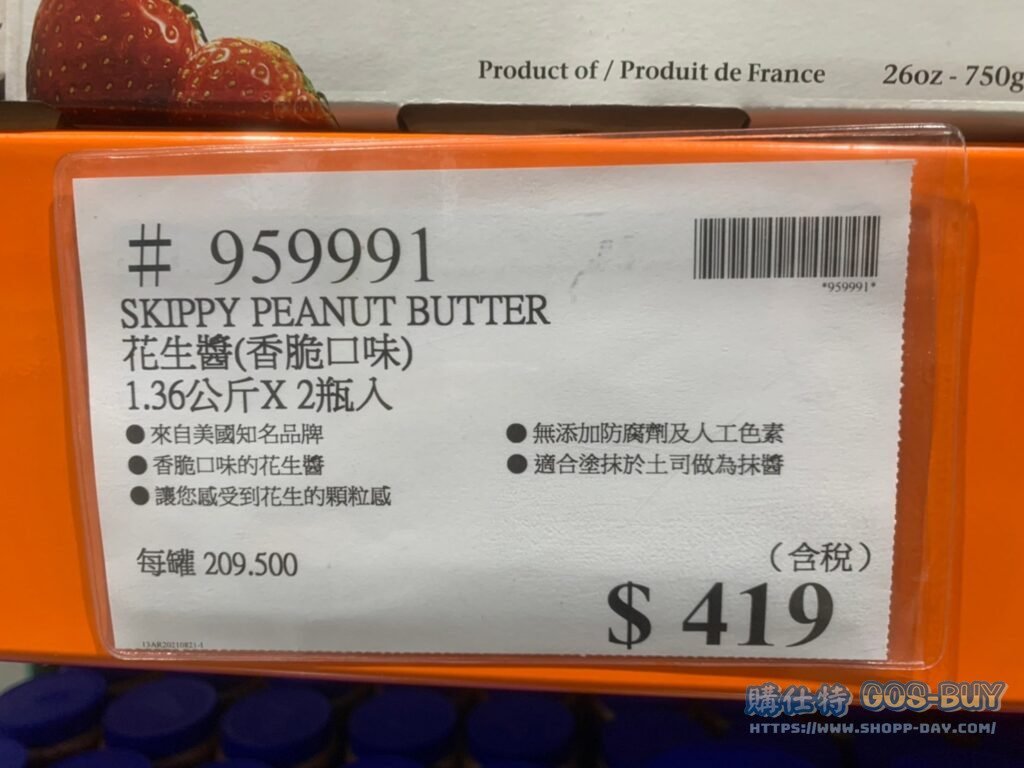 Product of / Produit de France
26oz - 750g
# 959991
*959991*
SKIPPY PEANUT BUTTER
花生醬(香脆口味)
1.36公斤X 2瓶入
●來自美國知名品牌
●香脆口味的花生醬
●讓您感受到花生的顆粒感
●無添加防腐劑及人工色素
●適合塗抹於土司做為抹醬
每罐 209.500
（含稅）
$ 419
13AR20210821-1
購仕特 GOS-BUY
HTTPS://WWW.SHOPP-DAY.COM/